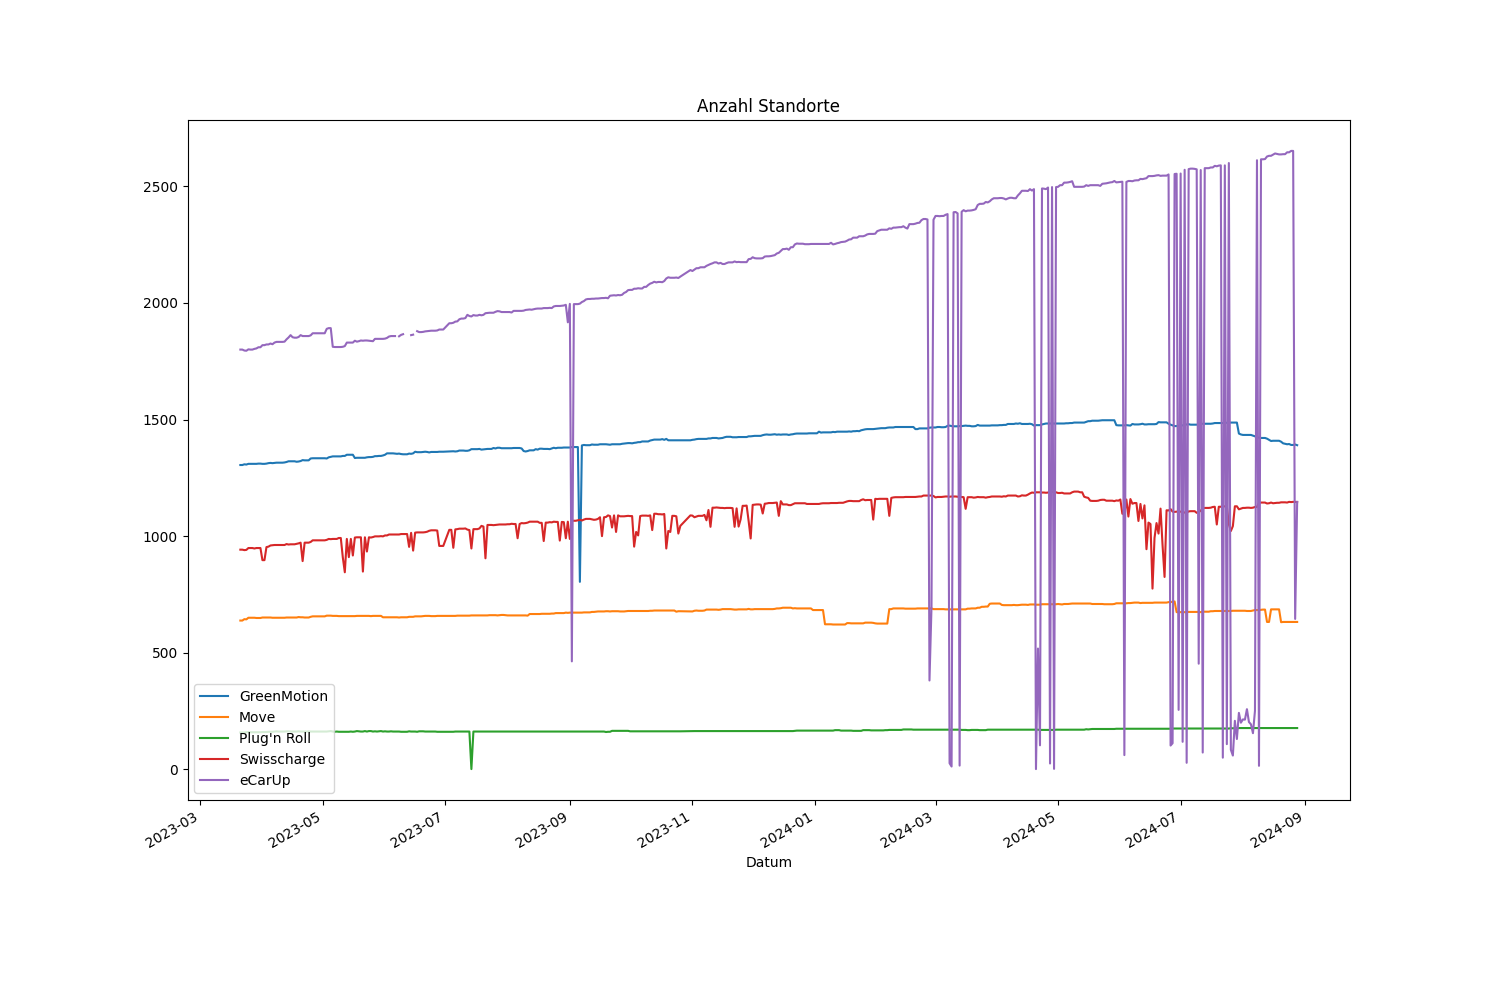 Anzahl Standorte
2500
2000
1500
1000
500
0
GreenMotion
Move
Plug'n Roll
Swisscharge
eCarUp
2023-03
2023-05
2023-07
2023-09
2023-11
2024-01
2024-03
2024-05
2024-07
2024-09
Datum